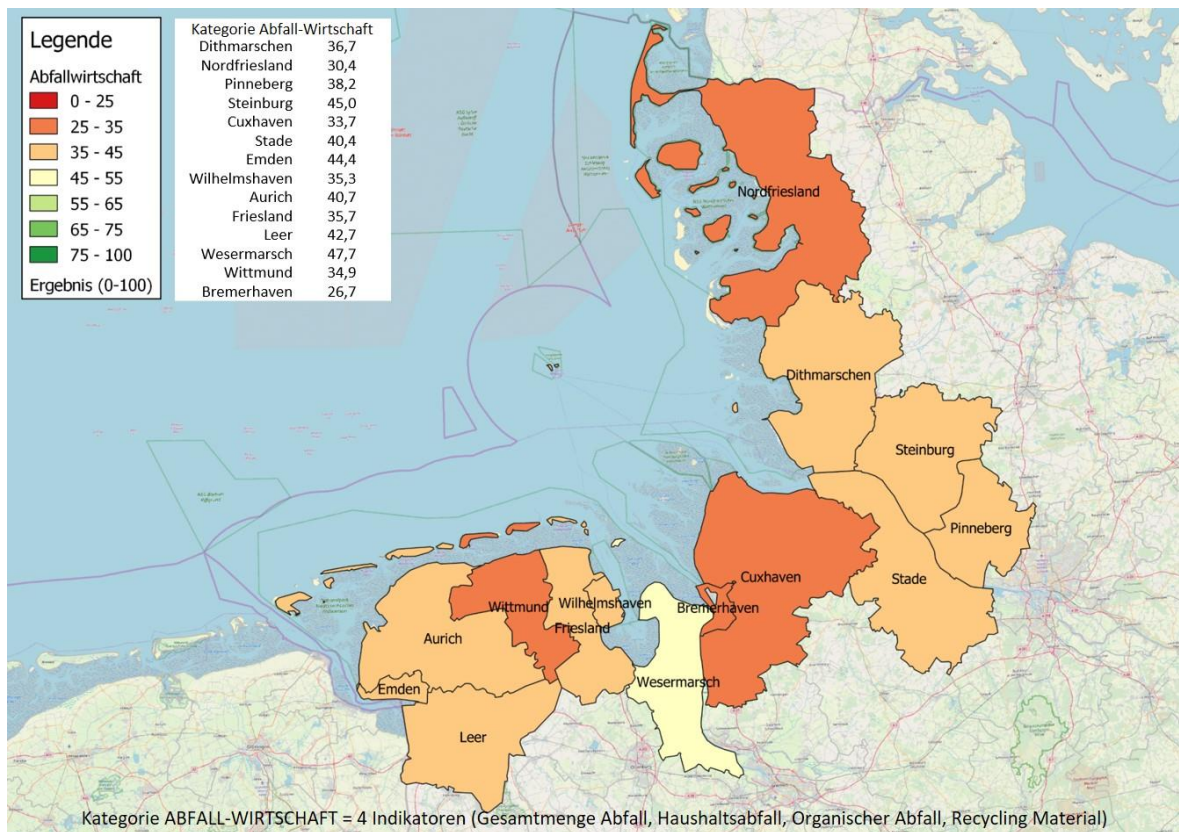 Legende
Abfallwirtschaft
0 - 25
25 - 35
35 - 45
45 - 55
55 - 65
65 - 75
75 - 100
Ergebnis (0-100)
Kategorie Abfall-Wirtschaft
Dithmarschen 36,7
Nordfriesland 30,4
Pinneberg 38,2
Steinburg 45,0
Cuxhaven 33,7
Stade 40,4
Emden 44,4
Wilhelmshaven 35,3
Aurich 40,7
Friesland 35,7
Leer 42,7
Wesermarsch 47,7
Wittmund 34,9
Bremerhaven 26,7
Nordfriesland
Dithmarschen
Steinburg
Pinneberg
Stade
Cuxhaven
Bremerhaven
Wilhelmshaven
Wittmund
Friesland
Aurich
Wesermarsch
Emden
Leer
Kategorie ABFALL-WIRTSCHAFT = 4 Indikatoren (Gesamtmenge Abfall, Haushaltsabfall, Organischer Abfall, Recycling Material)